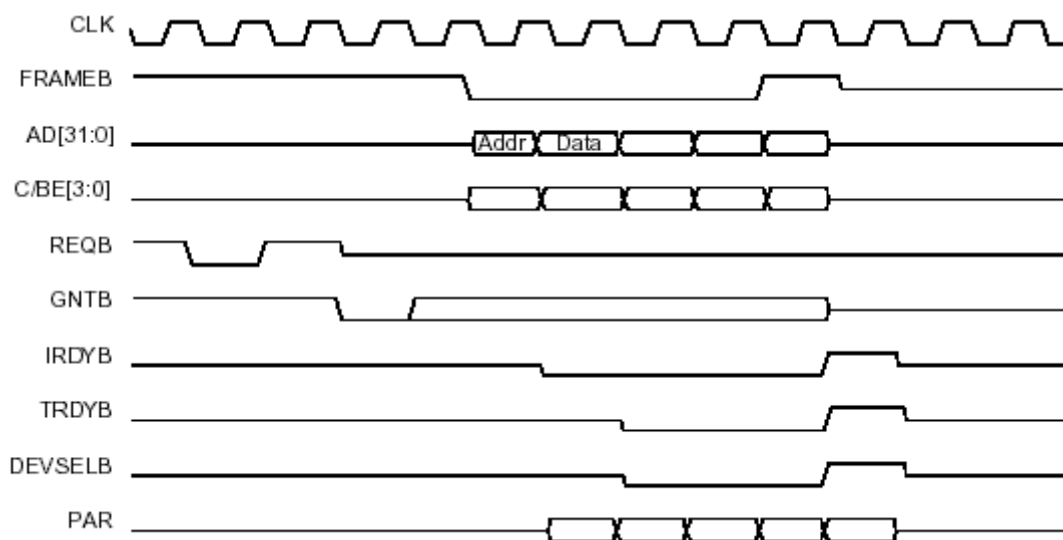 CLK
FRAMEB
AD[31:0] Addr Data
C/BE[3:0]
REQB
GNTB
IRDYB
TRDYB
DEVSELB
PAR